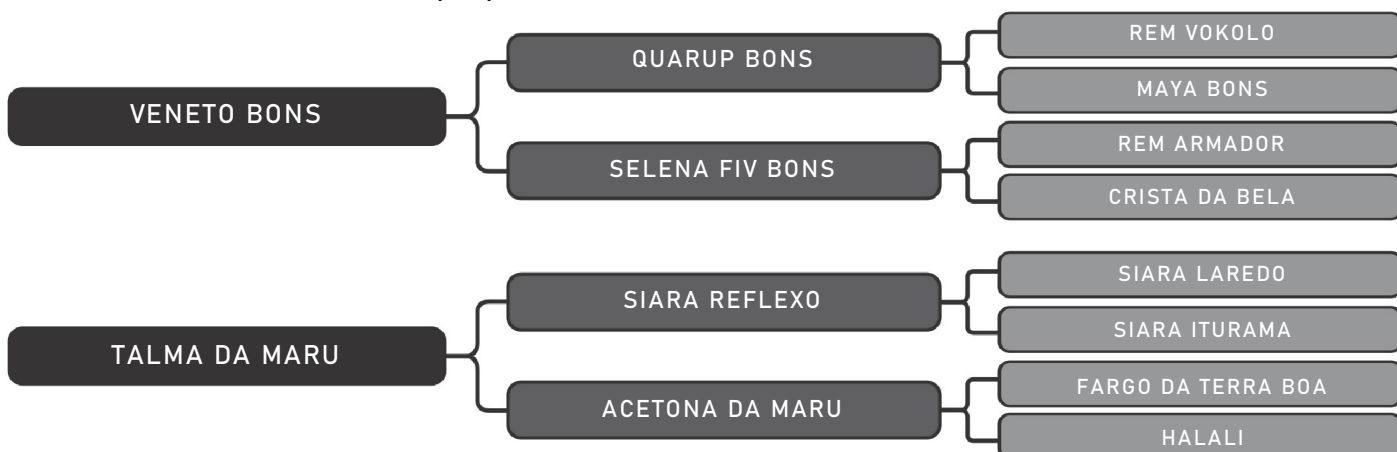 VENETO BONS
QUARUP BONS
REM VOKOLO
MAYA BONS
SELENA FIV BONS
REM ARMADOR
CRISTA DA BELA
TALMA DA MARU
SIARA REFLEXO
SIARA LAREDO
SIARA ITURAMA
ACETONA DA MARU
FARGO DA TERRA BOA
HALALI